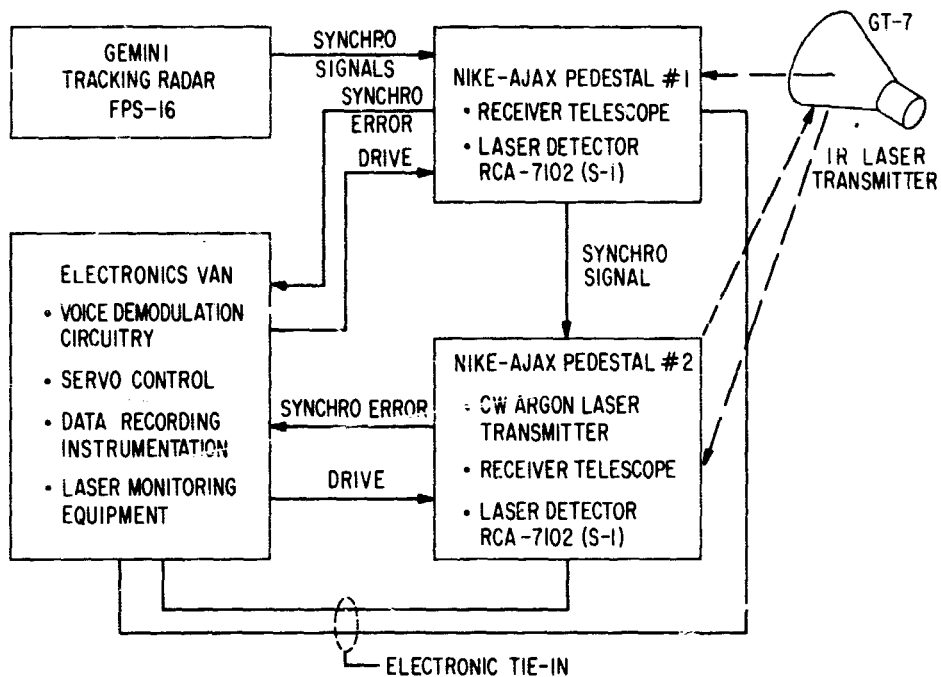 GEMINI
TRACKING RADAR
FPS-16
SYNCHRO
SIGNALS
SYNCHRO
ERROR
DRIVE
NIKE-AJAX PEDESTAL #1
• RECEIVER TELESCOPE
• LASER DETECTOR
RCA-7102 (S-1)
GT-7
IR LASER
TRANSMITTER
SYNCHRO
SIGNAL
ELECTRONICS VAN
• VOICE DEMODULATION
CIRCUITRY
• SERVO CONTROL
• DATA RECORDING
INSTRUMENTATION
• LASER MONITORING
EQUIPMENT
SYNCHRO ERROR
DRIVE
NIKE-AJAX PEDESTAL #2
• CW ARGON LASER
TRANSMITTER
• RECEIVER TELESCOPE
• LASER DETECTOR
RCA-7102 (S-1)
ELECTRONIC TIE-IN